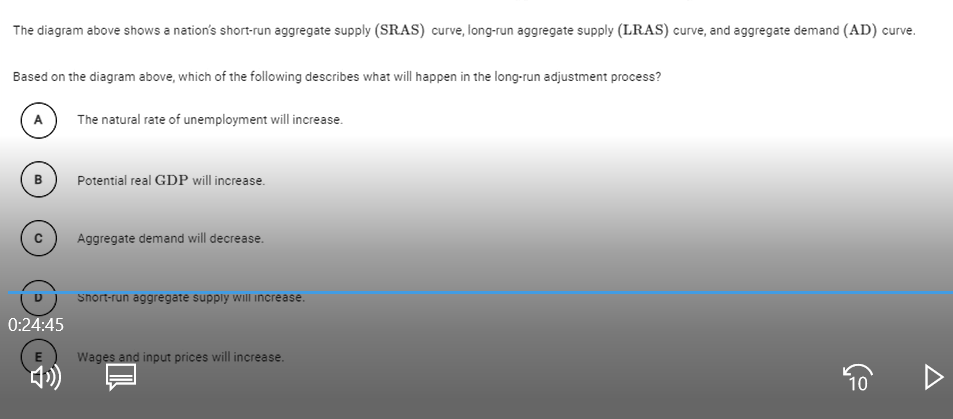 The diagram above shows a nation's short-run aggregate supply (SRAS) curve, long-run aggregate supply (LRAS) curve, and aggregate demand (AD) curve.
Based on the diagram above, which of the following describes what will happen in the long-run adjustment process?
A The natural rate of unemployment will increase.
B Potential real GDP will increase.
C Aggregate demand will decrease.
D Short-run aggregate supply will increase.
0:24:45
E Wages and input prices will increase.
10